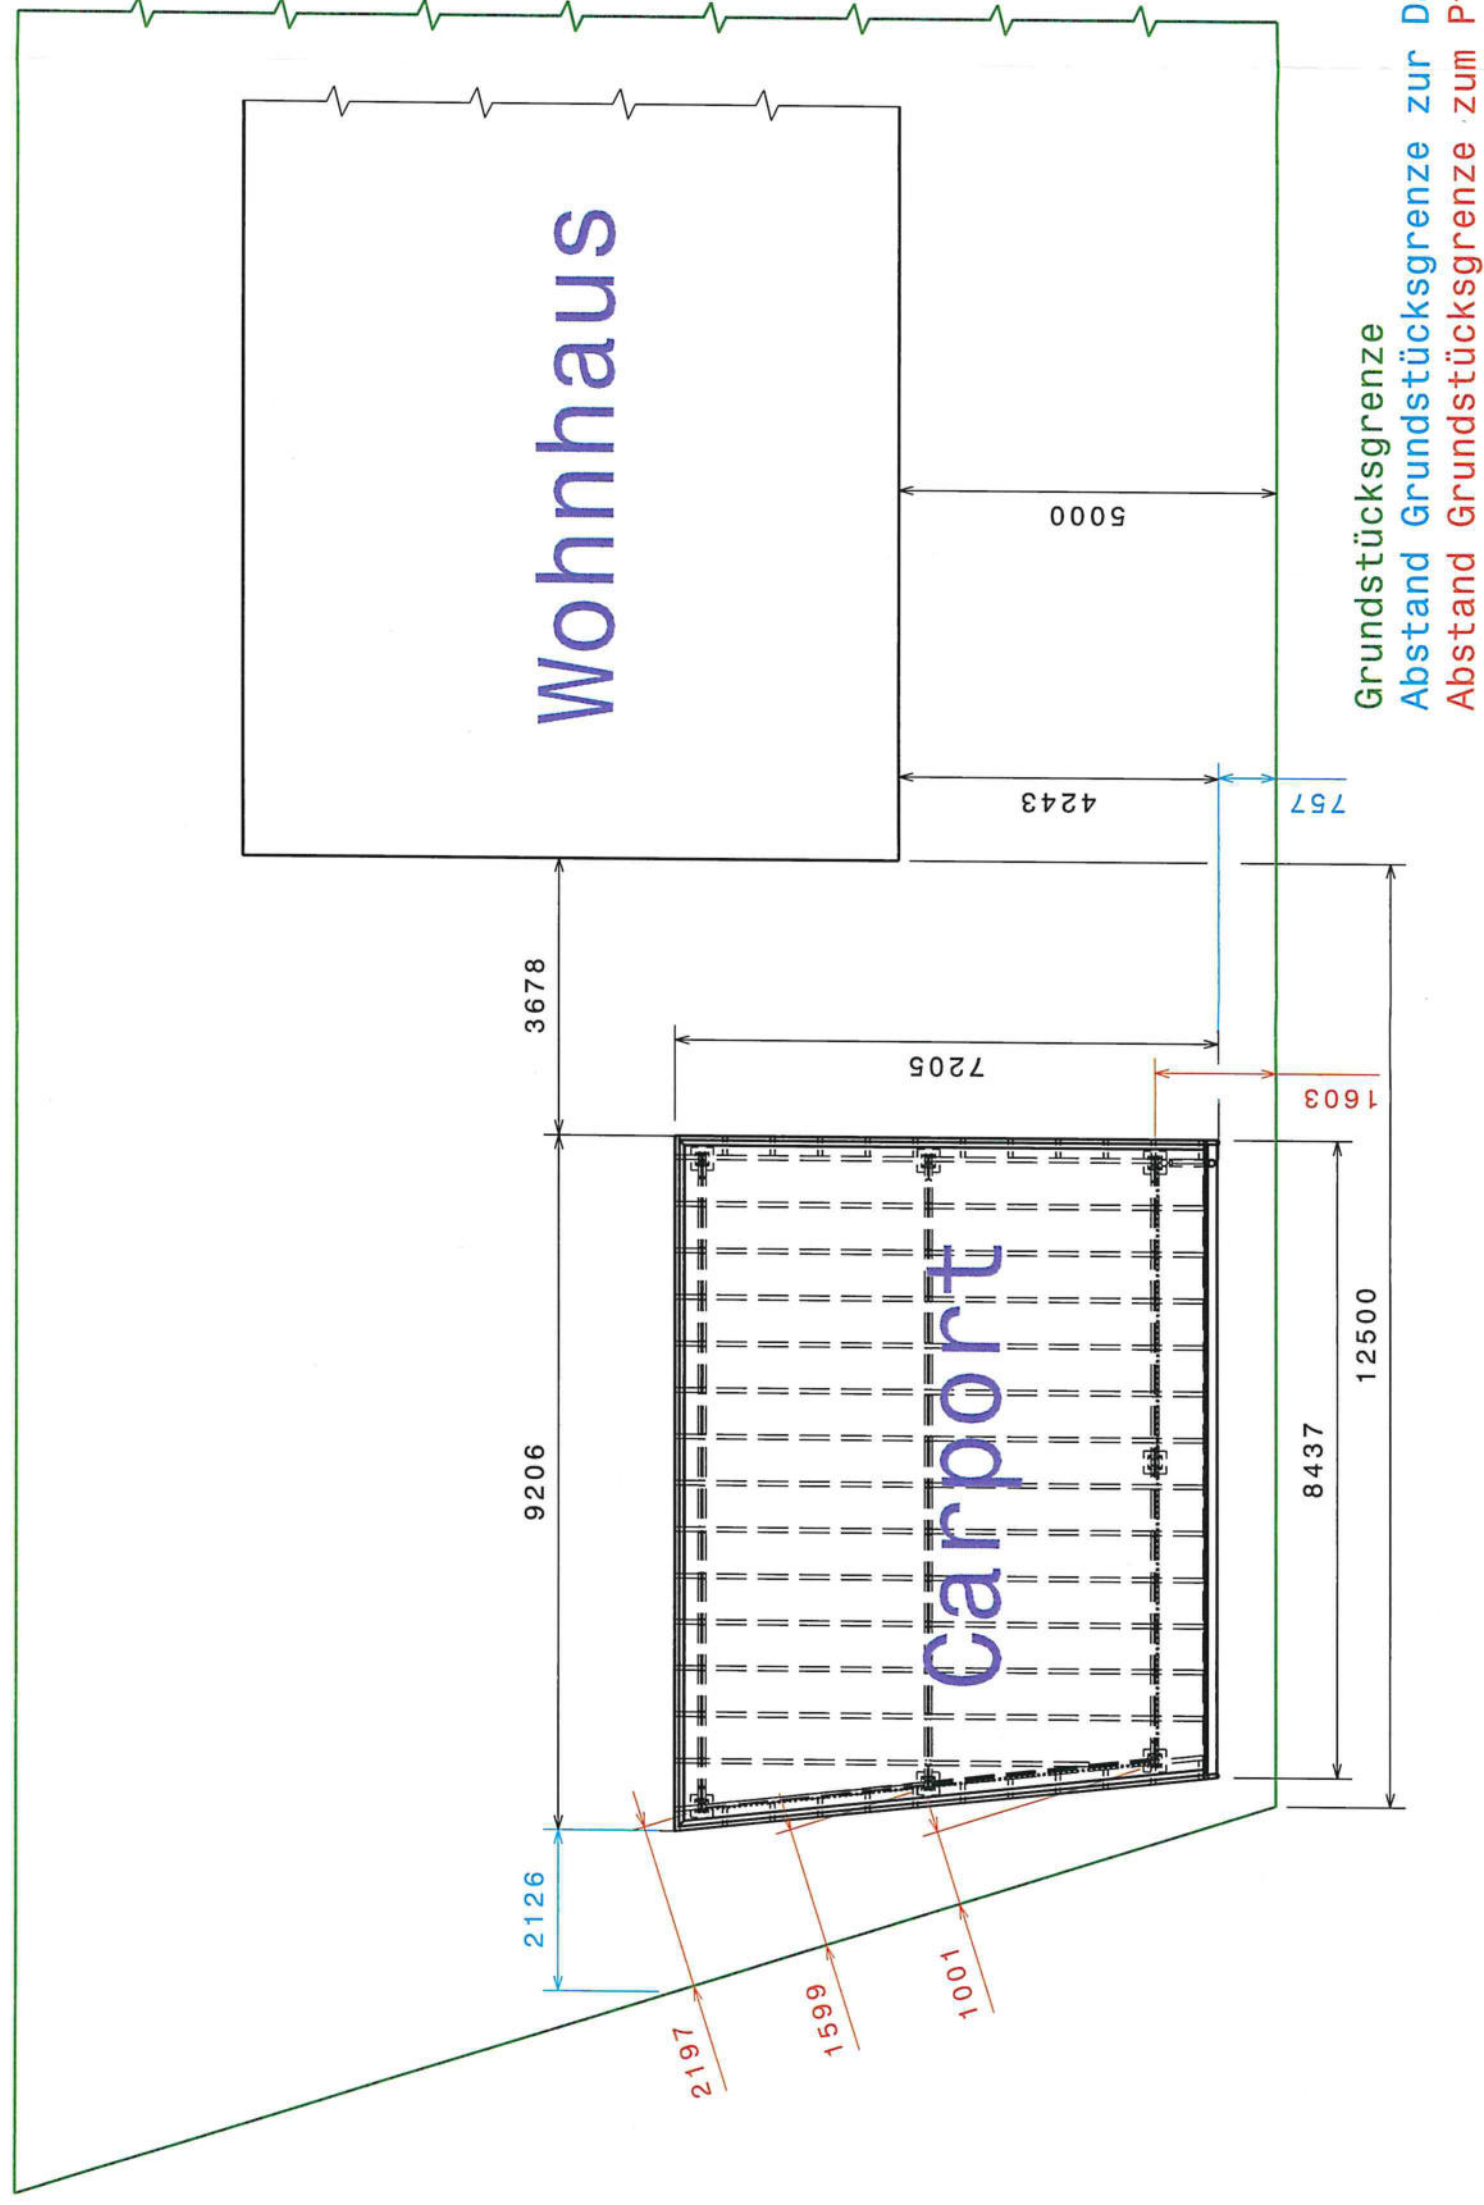 Wohnhaus
5000
4243
757
3678
7205
1603
9206
Carport
8437
12500
2126
2197
1599
1001
Grundstücksgrenze
Abstand Grundstücksgrenze zur
Abstand Grundstücksgrenze zum